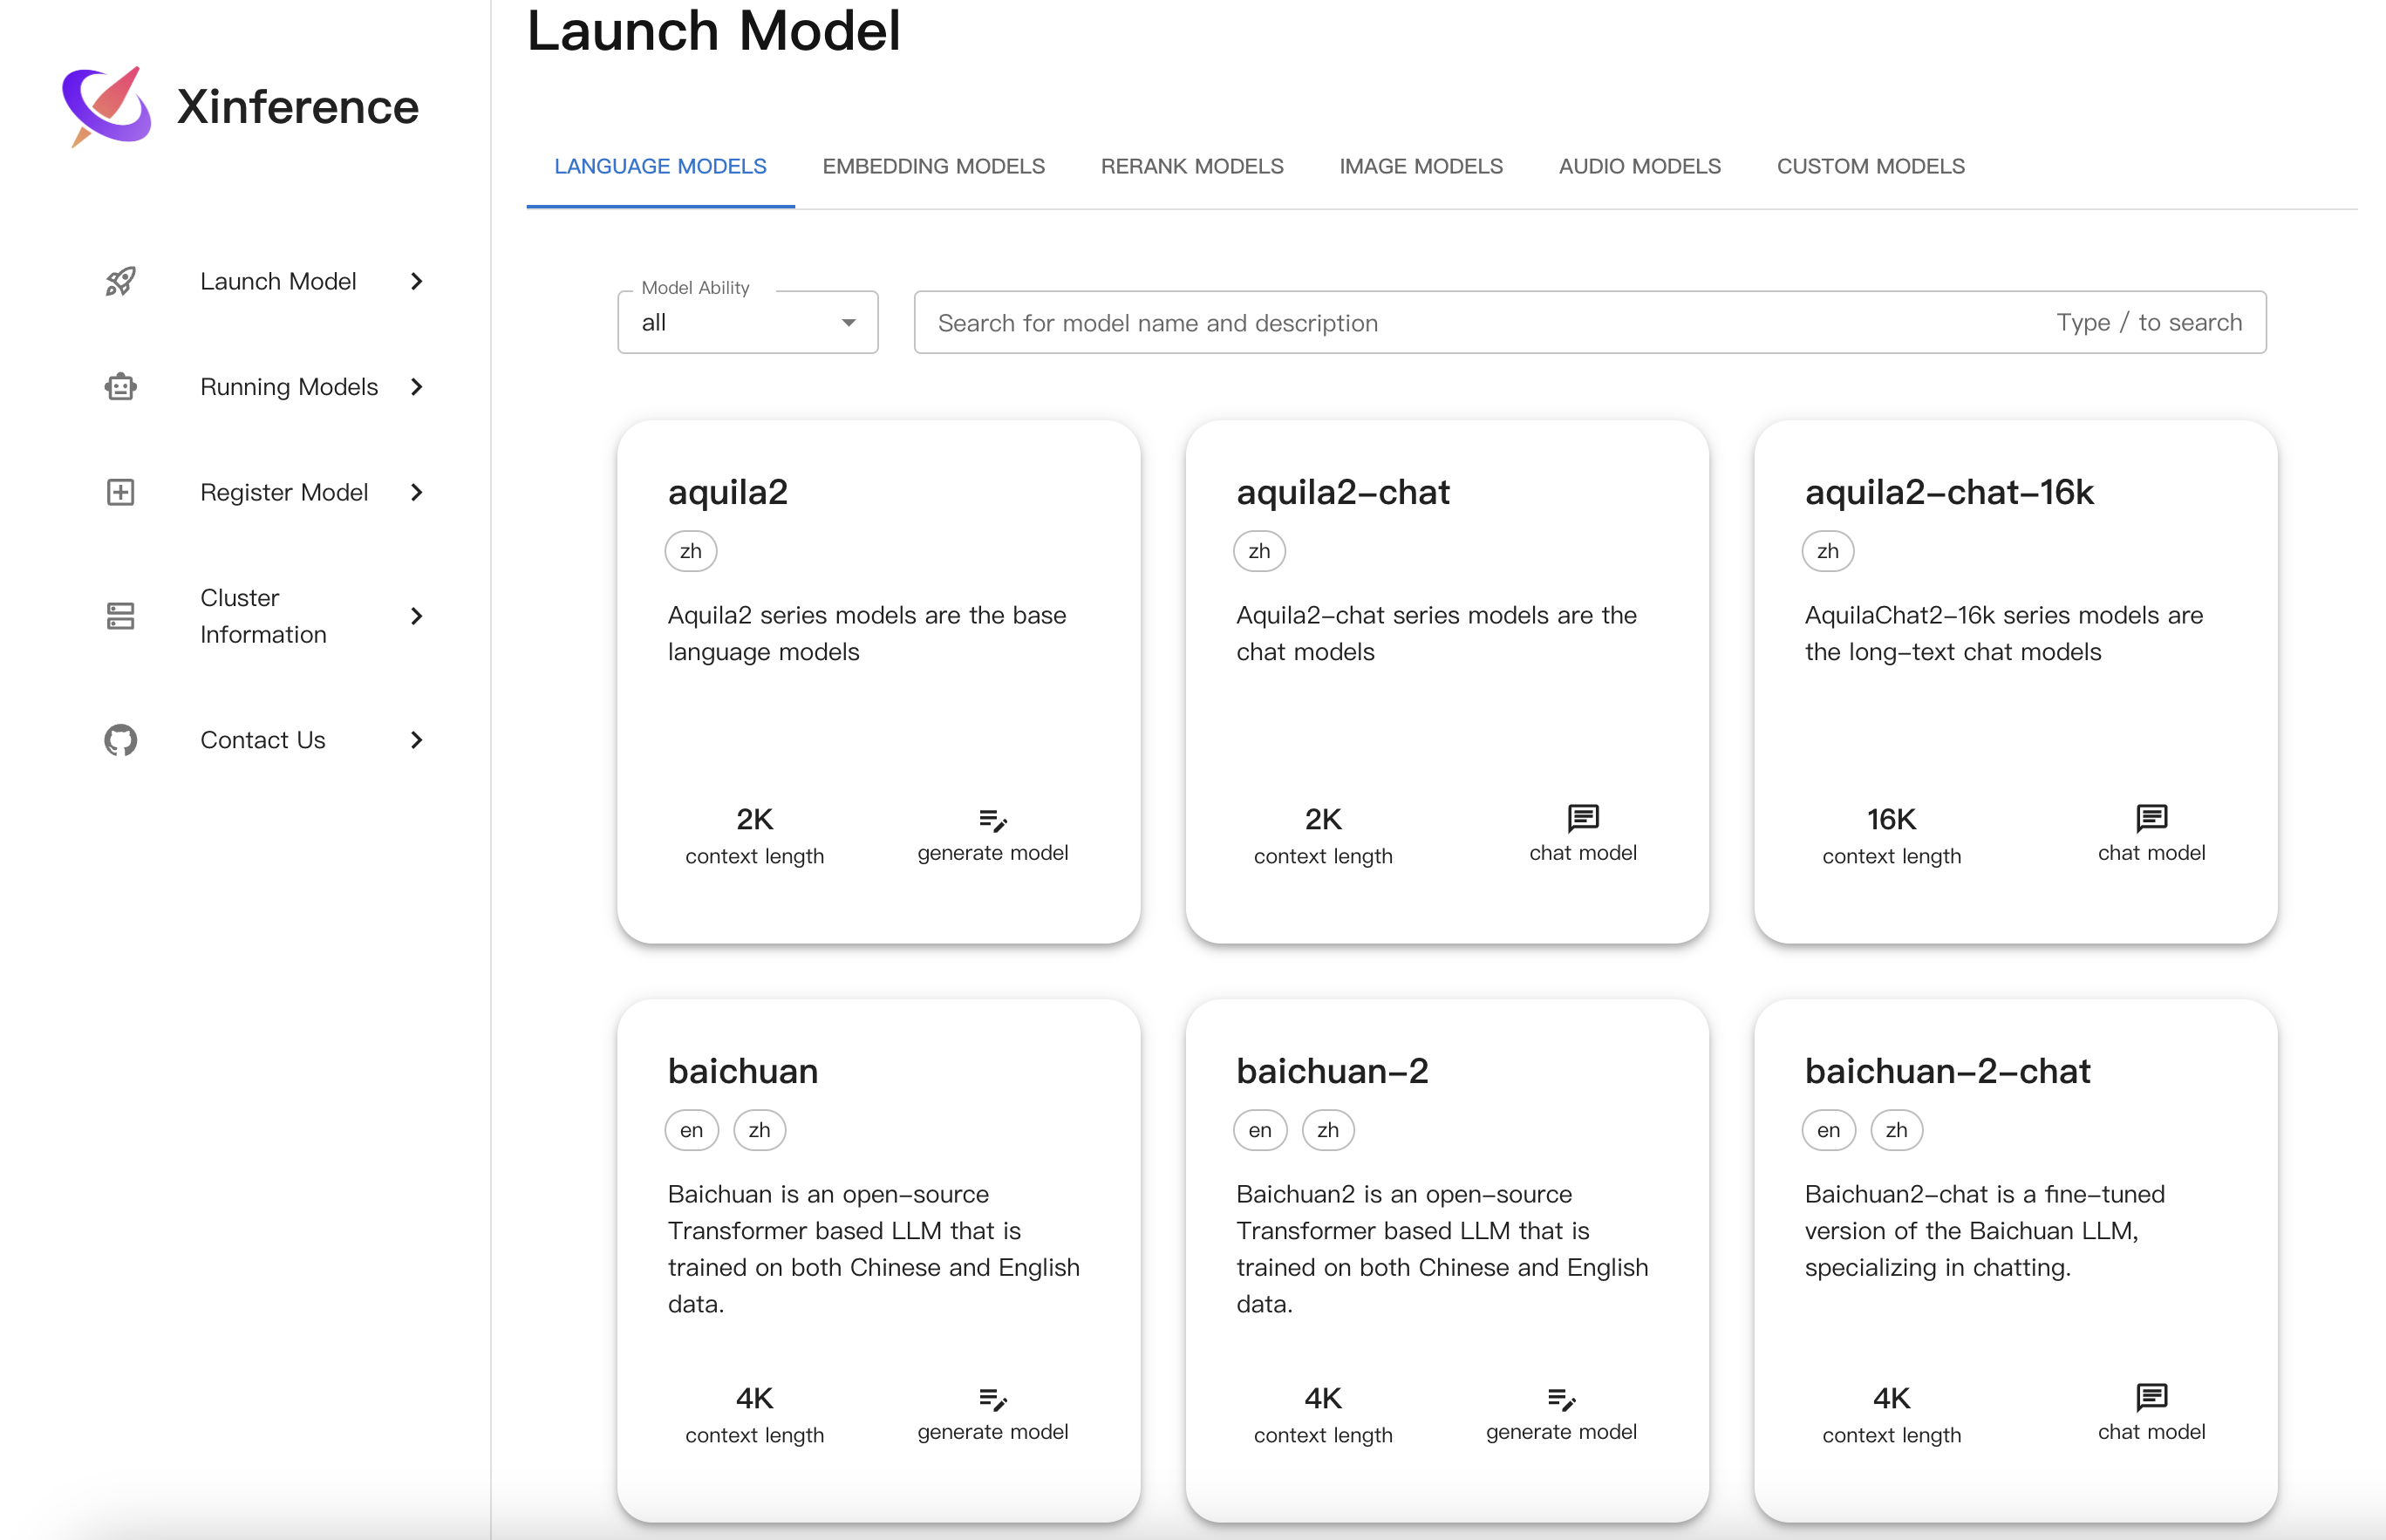 Launch Model
Xinference
LANGUAGE MODELS
EMBEDDING MODELS
RERANK MODELS
IMAGE MODELS
AUDIO MODELS
CUSTOM MODELS
Launch Model
Running Models
Register Model
Cluster
Information
Contact Us
Model Ability
all
Search for model name and description
Type / to search
aquila2
zh
Aquila2 series models are the base
language models
2K
context length
generate model
aquila2-chat
zh
Aquila2-chat series models are the
chat models
2K
context length
chat model
aquila2-chat-16k
zh
AquilaChat2-16k series models are
the long-text chat models
16K
context length
chat model
baichuan
en
zh
Baichuan is an open-source
Transformer based LLM that is
trained on both Chinese and English
data.
4K
context length
generate model
baichuan-2
en
zh
Baichuan2 is an open-source
Transformer based LLM that is
trained on both Chinese and English
data.
4K
context length
generate model
baichuan-2-chat
en
zh
Baichuan2-chat is a fine-tuned
version of the Baichuan LLM,
specializing in chatting.
4K
context length
chat model